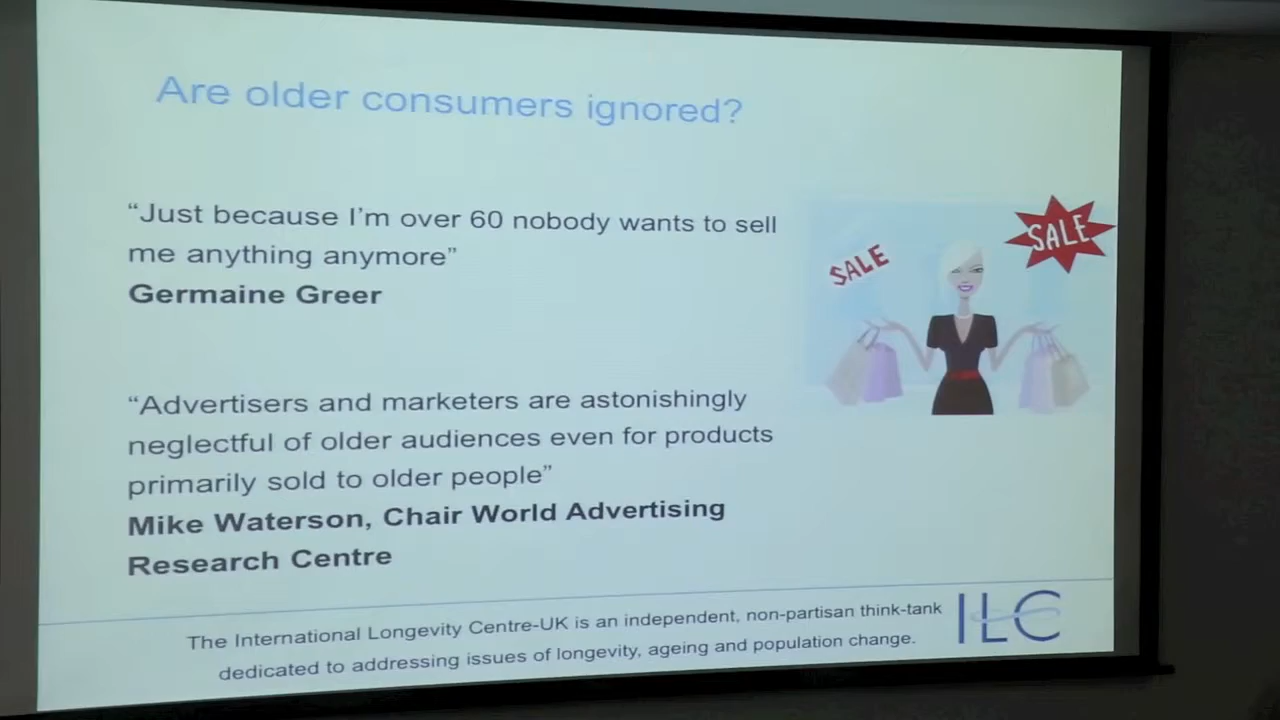 Are older consumers ignored?
“Just because I’m over 60 nobody wants to sell
me anything anymore”
Germaine Greer
SALE
SALE
“Advertisers and marketers are astonishingly
neglectful of older audiences even for products
primarily sold to older people”
Mike Waterson, Chair World Advertising
Research Centre
The International Longevity Centre-UK is an independent, non-partisan think-tank
dedicated to addressing issues of longevity, ageing and population change.
ILC